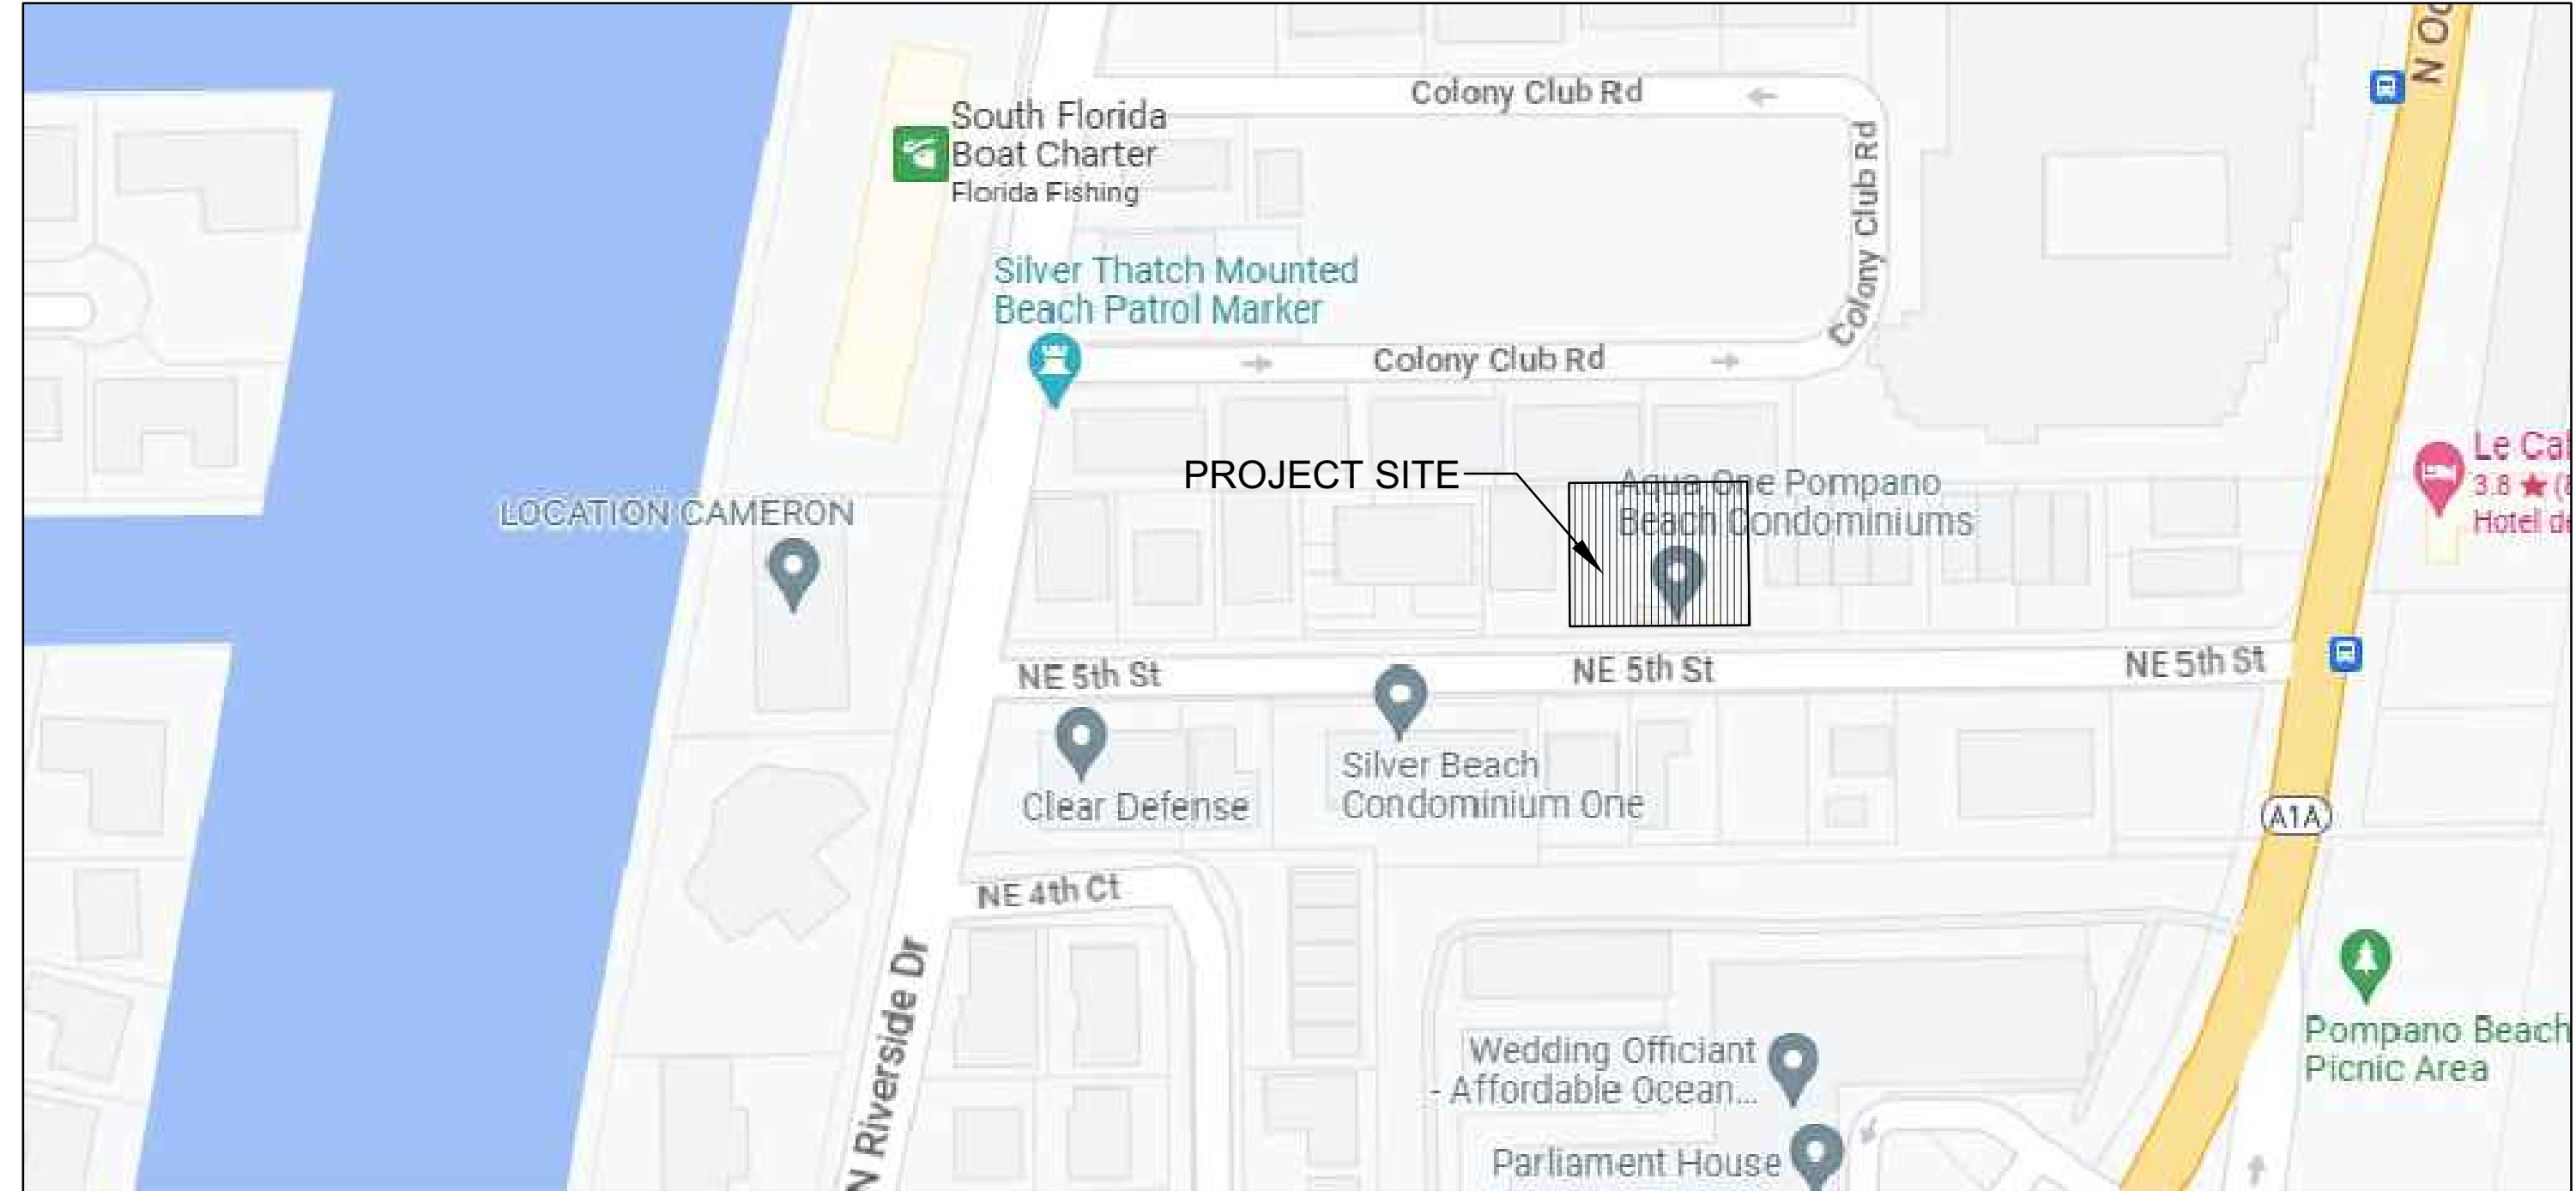 N OC
Colony Club Rd
South Florida
Boat Charter
Florida Fishing
Colony Club Rd
Silver Thatch Mounted
Beach Patrol Marker
Colony Club Rd
PROJECT SITE
Aqua One Pompano
Beach Condominiums
Le Cal
3.8 ★
Hotel de
LOCATION CAMERON
NE 5th St
NE 5th St
NE 5th St
Silver Beach
Condominium One
Clear Defense
A1A
NE 4th Ct
N Riverside Dr
Pompano Beach
Picnic Area
Wedding Officiant
- Affordable Ocean...
Parliament House